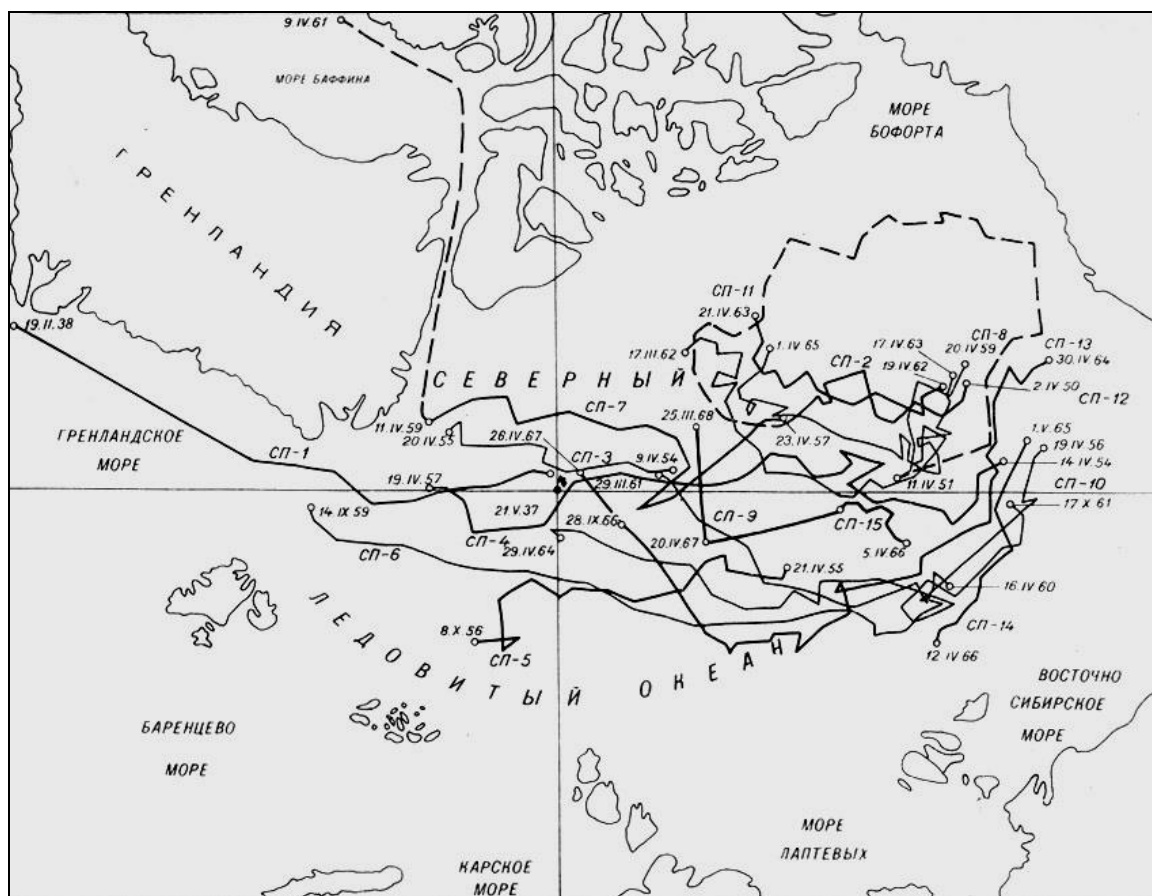 9.IV.61
МОРЕ БАФФИНА
МОРЕ
БОФОРТА
ГРЕНЛАНДИЯ
СП-11
21.IV.63
19.II.38
17.III.62
1.IV.65
17.IV.63
СП-8
20.IV.59
СП-13
30.IV.64
СП-2
19.IV.62
2.IV.50
СП-12
СЕВЕРНЫЙ
СП-7
25.III.68
11.IV.59
20.IV.55
26.IV.67
23.IV.57
1.V.65
19.IV.56
ГРЕНЛАНДСКОЕ
МОРЕ
СП-1
СП-3
9.IV.54
14.IV.54
19.IV.57
29.III.61
11.IV.51
СП-10
17.X.61
14.IX.59
21.V.37
28.IX.66
СП-9
СП-15
СП-4
29.IV.64
20.IV.67
5.IV.66
СП-6
21.IV.55
16.IV.60
ЛЕДОВИТЫЙ ОКЕАН
8.X.56
СП-5
СП-14
12.IV.66
ВОСТОЧНО
СИБИРСКОЕ
МОРЕ
БАРЕНЦЕВО
МОРЕ
МОРЕ
ЛАПТЕВЫХ
КАРСКОЕ
МОРЕ